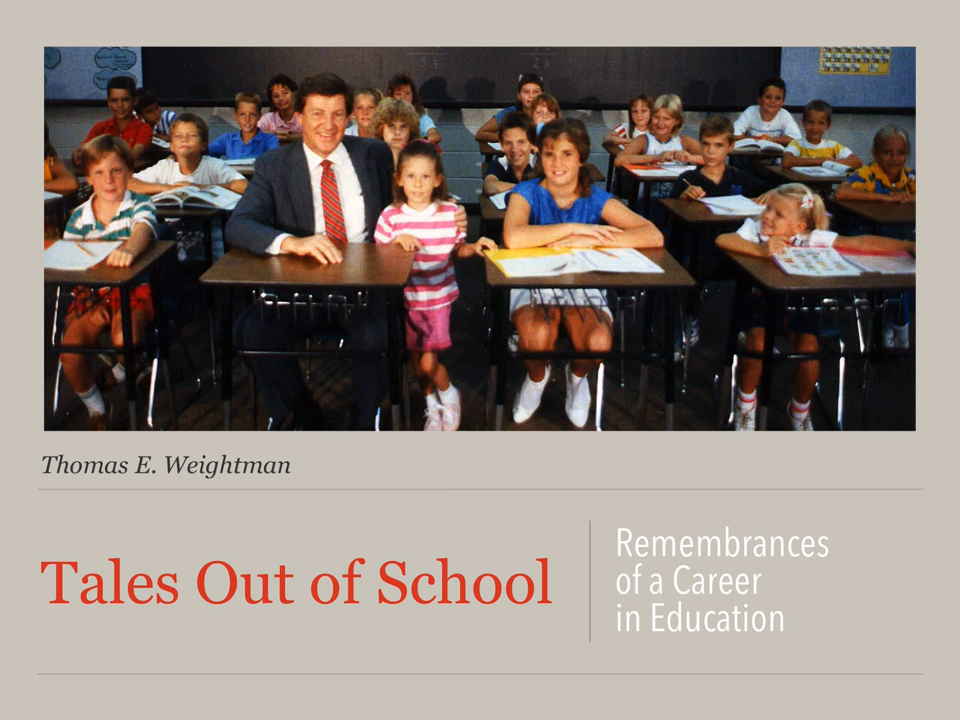 Thomas E. Weightman
Tales Out of School
Remembrances
of a Career
in Education